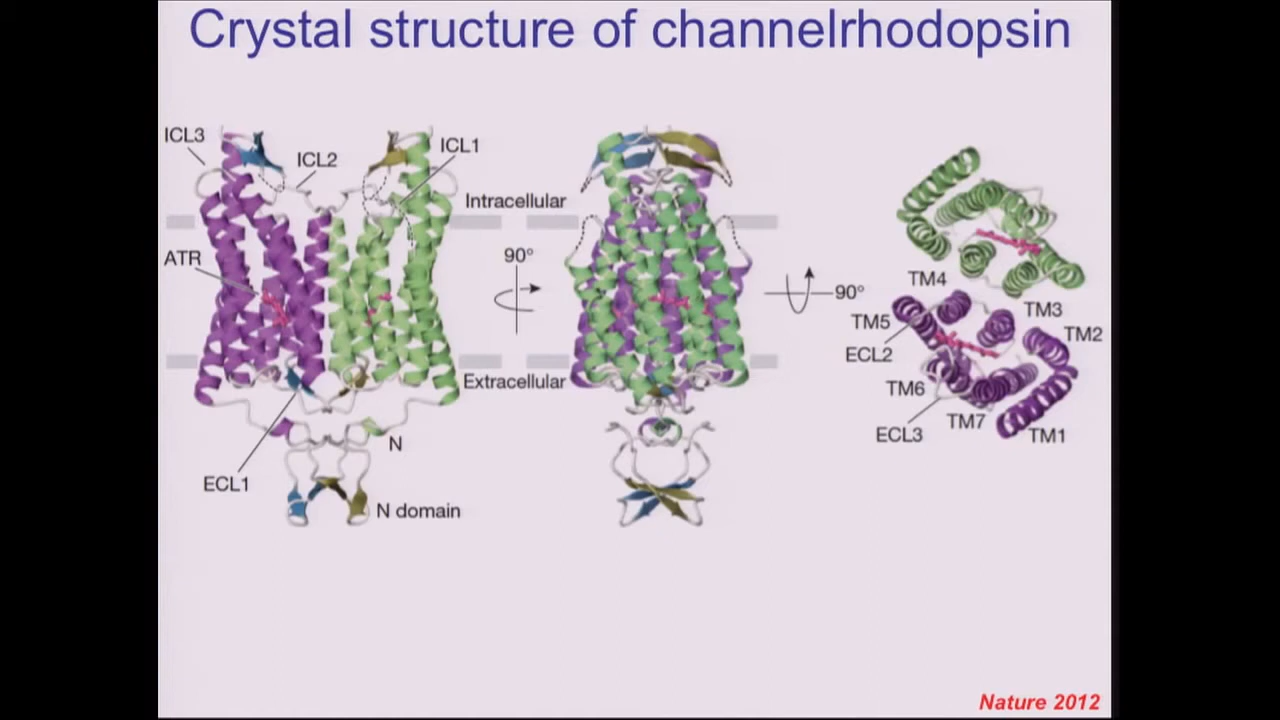 Crystal structure of channelrhodopsin
ICL3
ICL2
ICL1
Intracellular
ATR
90°
Extracellular
ECL1
N
N domain
90°
TM4
TM3
TM5
TM2
ECL2
TM6
TM7
ECL3
TM1
Nature 2012